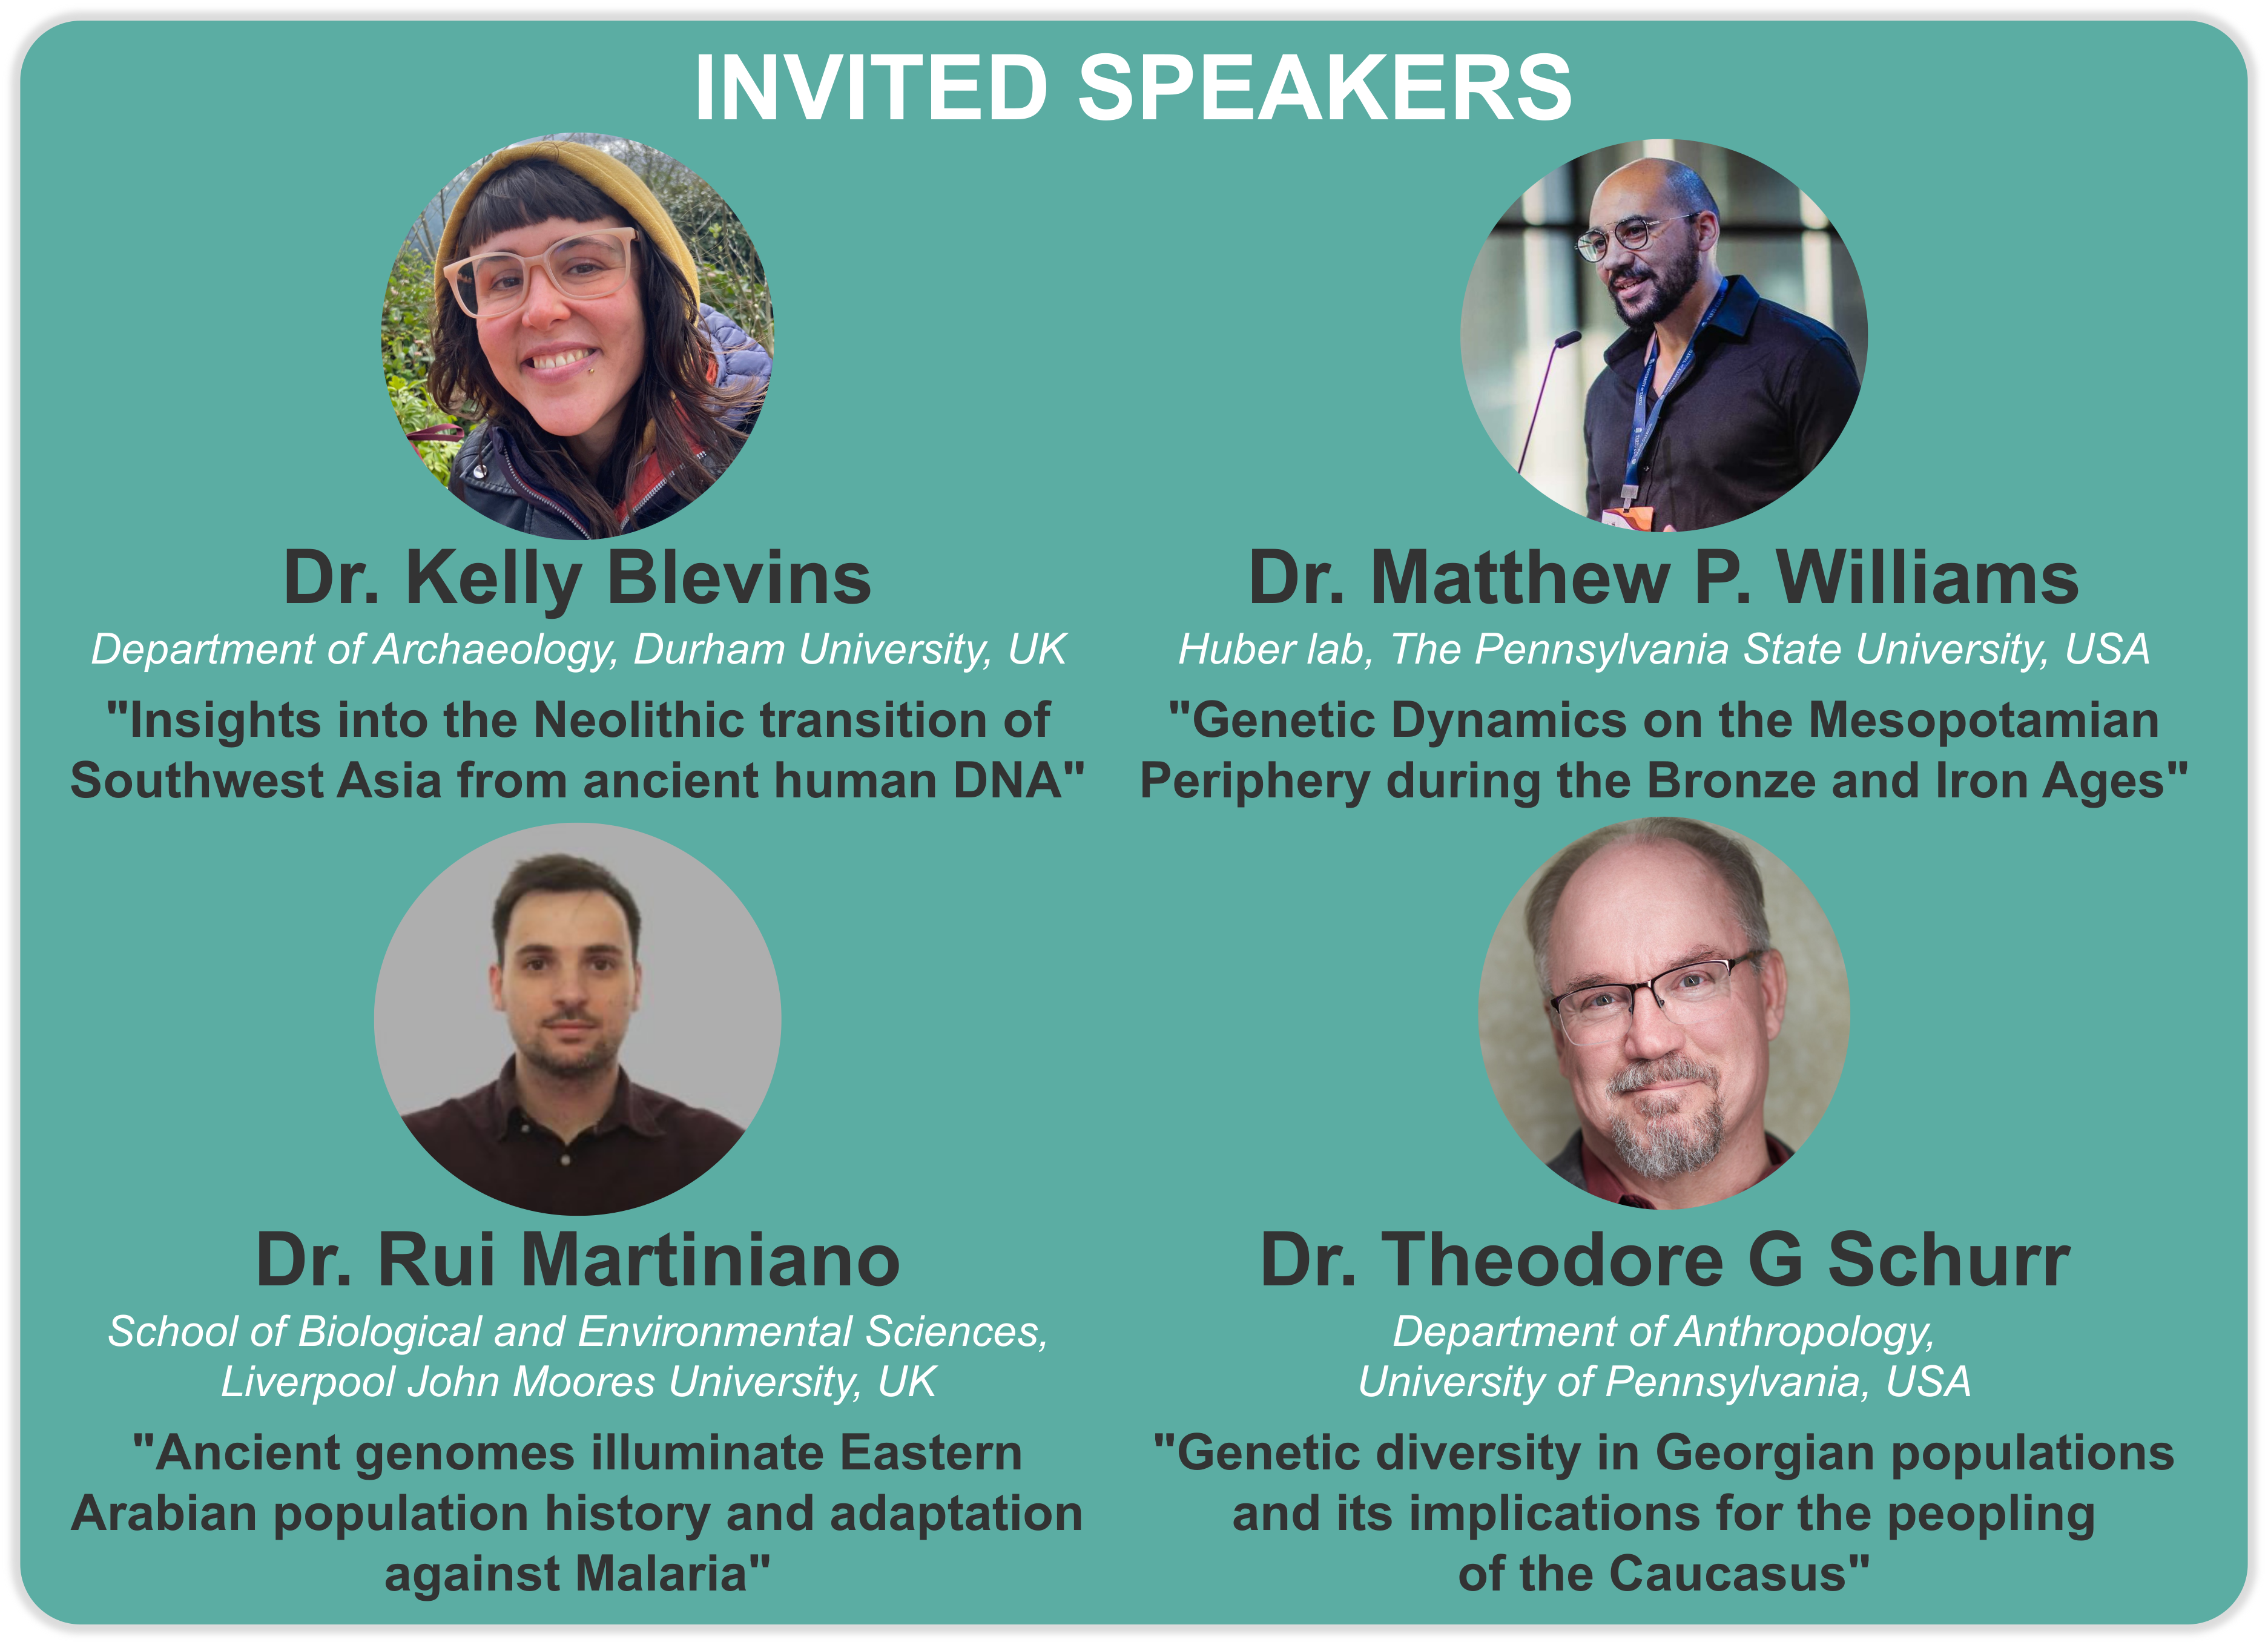 INVITED SPEAKERS
Dr. Kelly Blevins
Department of Archaeology, Durham University, UK
"Insights into the Neolithic transition of
Southwest Asia from ancient human DNA"
Dr. Matthew P. Williams
Huber lab, The Pennsylvania State University, USA
"Genetic Dynamics on the Mesopotamian
Periphery during the Bronze and Iron Ages"
Dr. Rui Martiniano
School of Biological and Environmental Sciences,
Liverpool John Moores University, UK
"Ancient genomes illuminate Eastern
Arabian population history and adaptation
against Malaria"
Dr. Theodore G Schurr
Department of Anthropology,
University of Pennsylvania, USA
"Genetic diversity in Georgian populations
and its implications for the peopling
of the Caucasus"